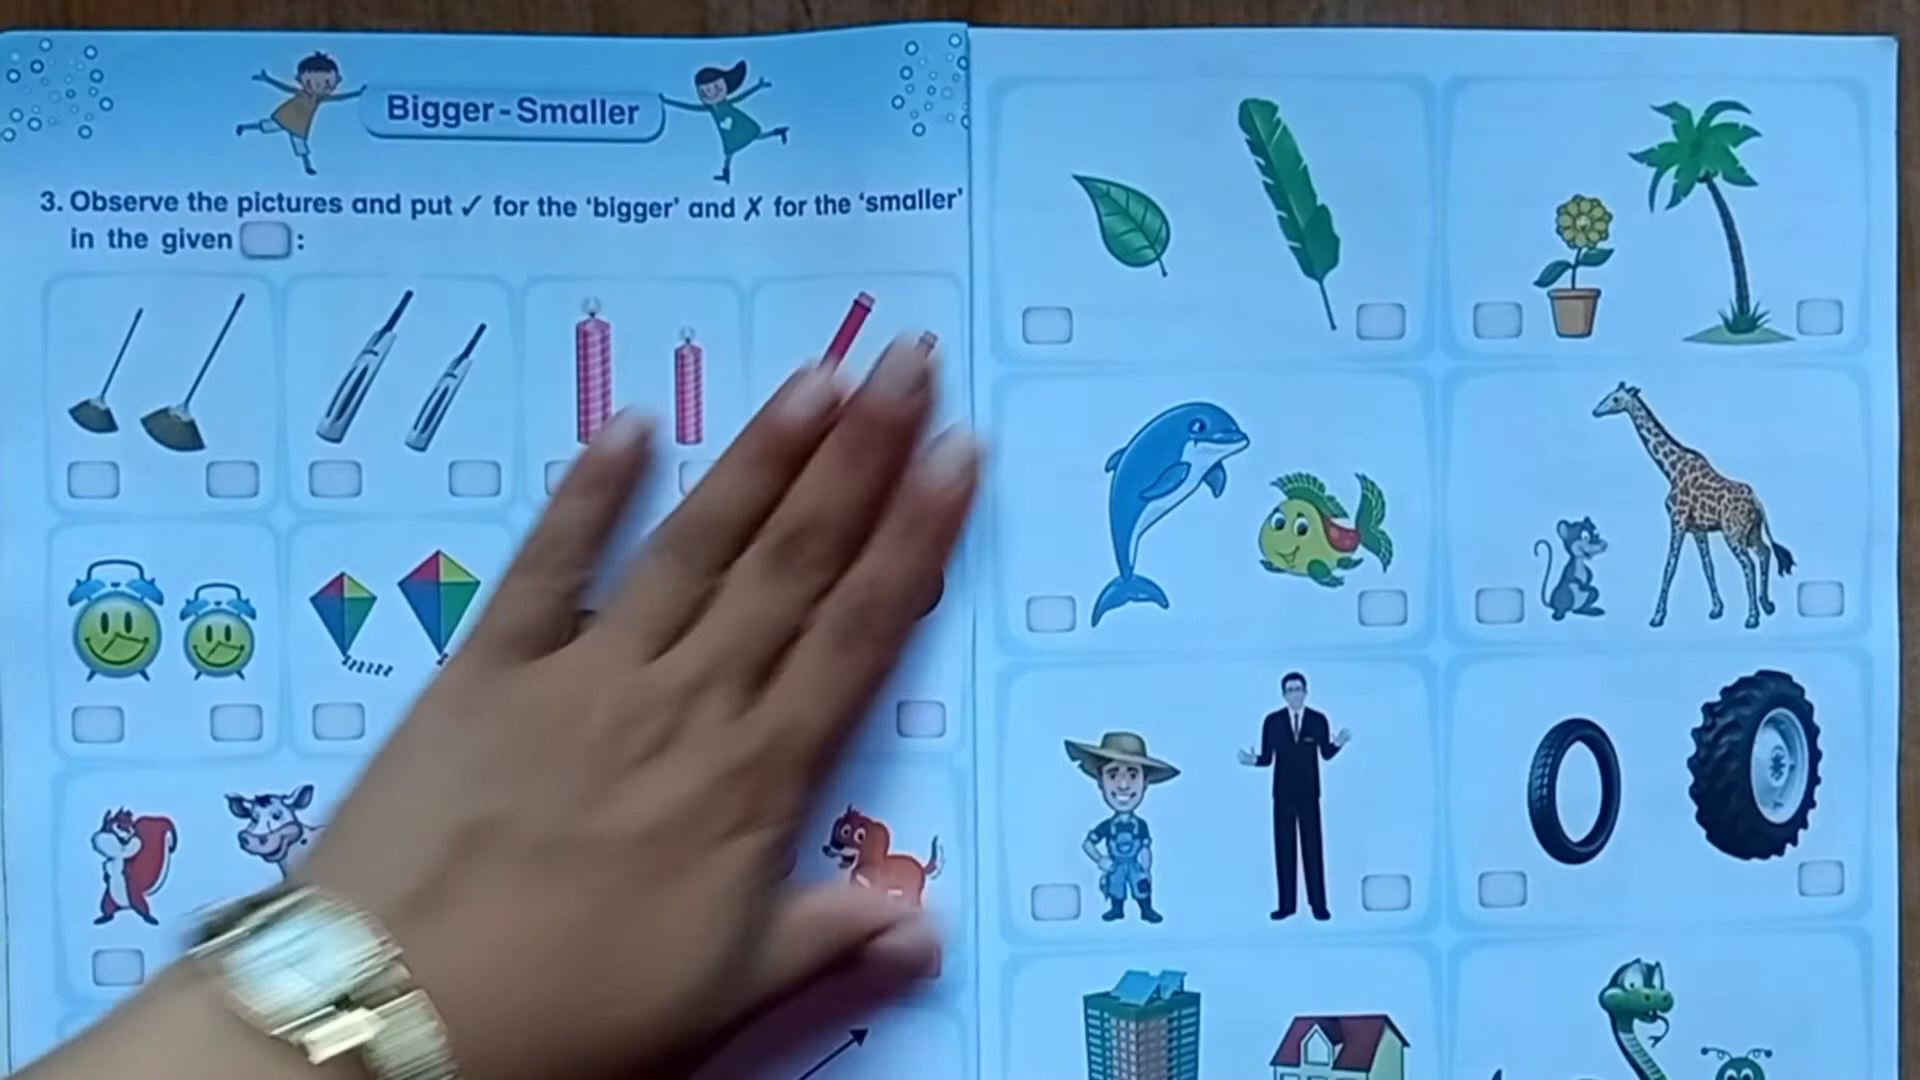 Bigger-Smaller
3. Observe the pictures and put ✓ for the ‘bigger’ and ✗ for the ‘smaller’
in the given :